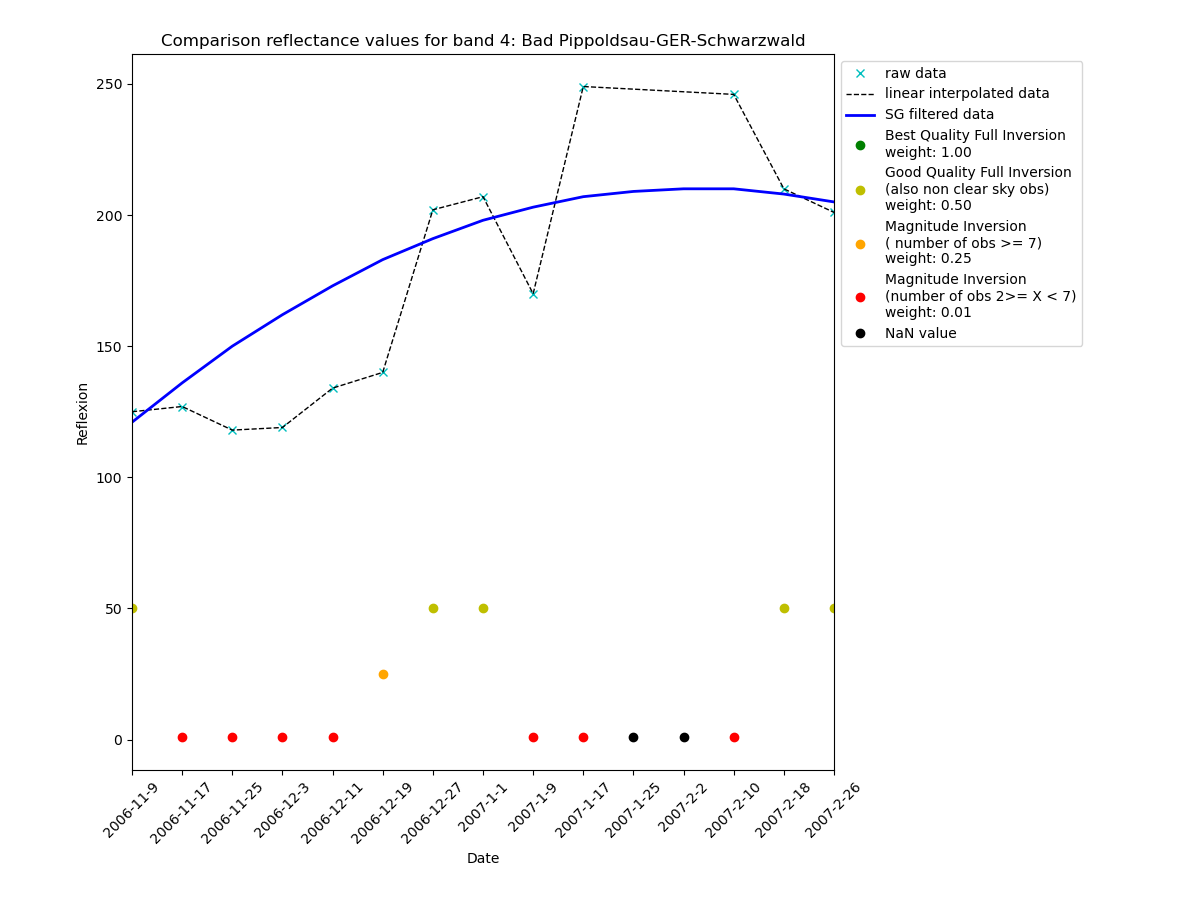 Comparison reflectance values for band 4: Bad Pippoldsau-GER-Schwarzwald
250
200
150
100
50
0
Reflexion
2006-11-9
2006-11-17
2006-11-25
2006-12-3
2006-12-11
2006-12-19
2006-12-27
2007-1-1
2007-1-9
2007-1-17
2007-1-25
2007-2-2
2007-2-10
2007-2-18
2007-2-26
Date
raw data
linear interpolated data
SG filtered data
Best Quality Full Inversion
weight: 1.00
Good Quality Full Inversion
(also non clear sky obs)
weight: 0.50
Magnitude Inversion
( number of obs >= 7)
weight: 0.25
Magnitude Inversion
(number of obs 2>= X < 7)
weight: 0.01
NaN value